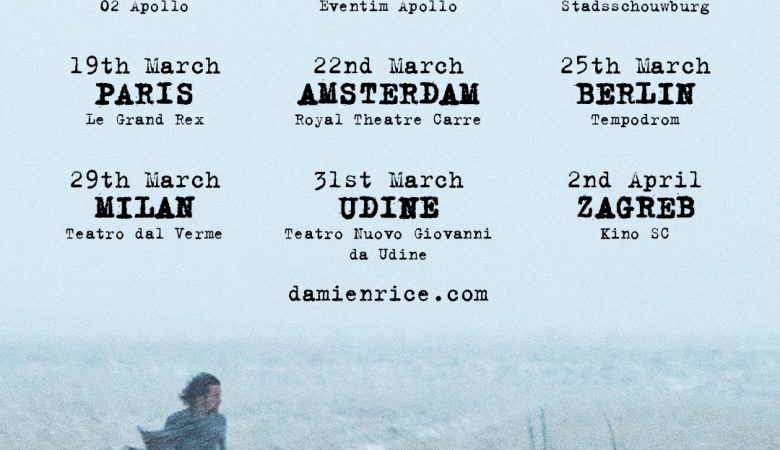 O2 Apollo
Eventim Apollo
Stadsschouwburg
19th March
PARIS
Le Grand Rex
22nd March
AMSTERDAM
Royal Theatre Carre
25th March
BERLIN
Tempodrom
29th March
MILAN
Teatro dal Verme
31st March
UDINE
Teatro Nuovo Giovanni
da Udine
2nd April
ZAGREB
Kino SC
damienrice.com